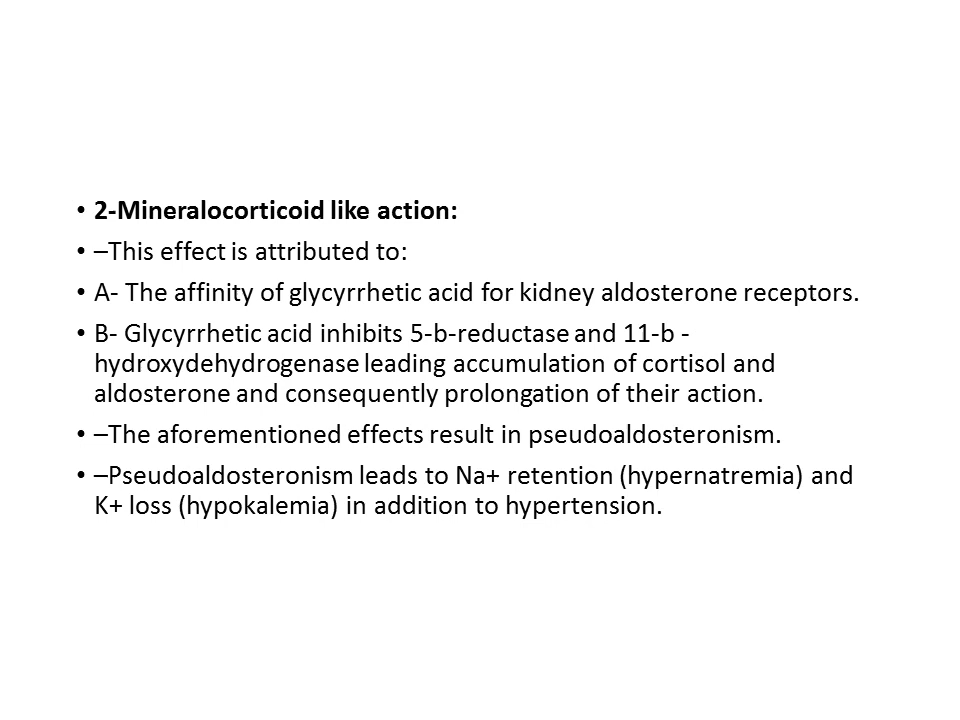 • 2-Mineralocorticoid like action:
• –This effect is attributed to:
• A- The affinity of glycyrrhetic acid for kidney aldosterone receptors.
• B- Glycyrrhetic acid inhibits 5-b-reductase and 11-b -
hydroxydehydrogenase leading accumulation of cortisol and
aldosterone and consequently prolongation of their action.
• –The aforementioned effects result in pseudoaldosteronism.
• –Pseudoaldosteronism leads to Na+ retention (hypernatremia) and
K+ loss (hypokalemia) in addition to hypertension.